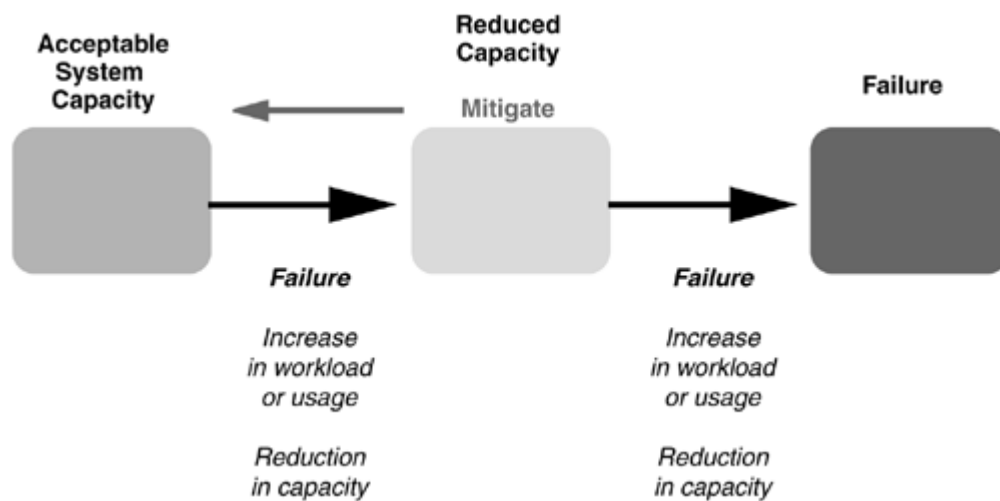 Acceptable
System
Capacity
Reduced
Capacity
Mitigate
Failure
Failure
Increase
in workload
or usage
Reduction
in capacity
Failure
Increase
in workload
or usage
Reduction
in capacity